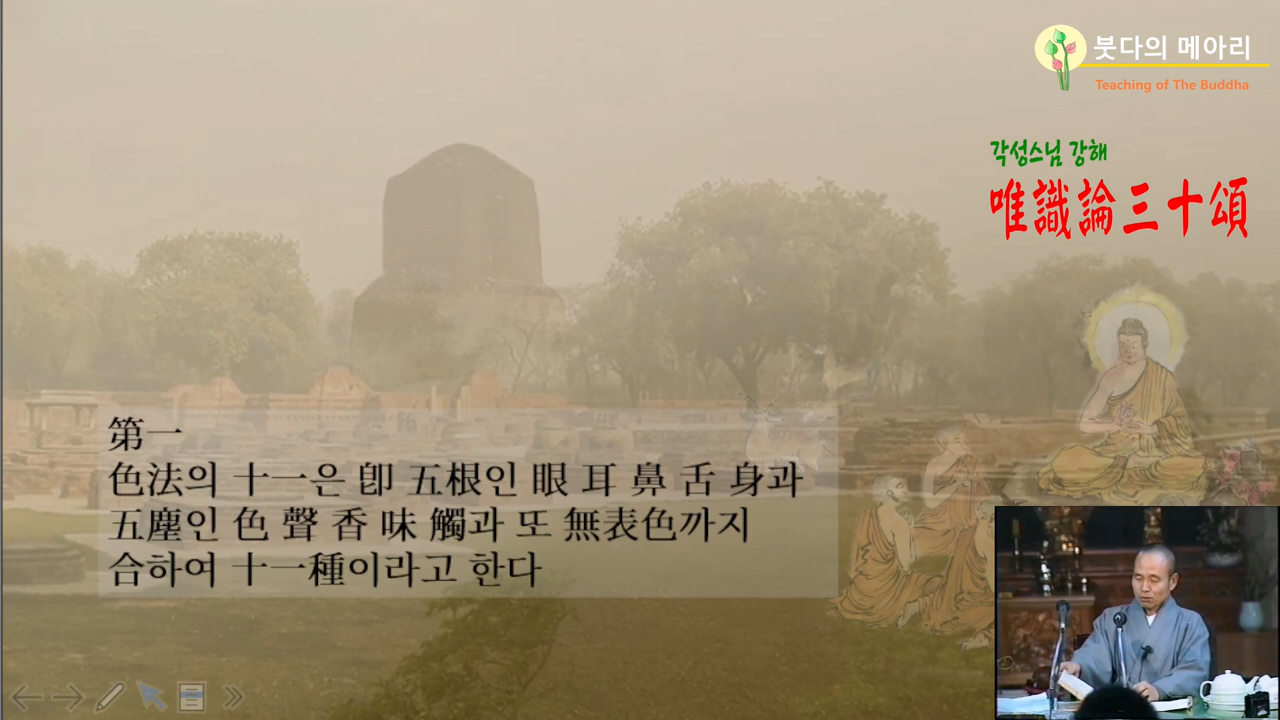 붓다의 메아리
Teaching of The Buddha
각성스님 강해
唯識論三十頌
第一
色法의 十一은 卽 五根인 眼 耳 鼻 舌 身과
五塵인 色 聲 香 味 觸과 또 無表色까지
合하여 十一種이라고 한다